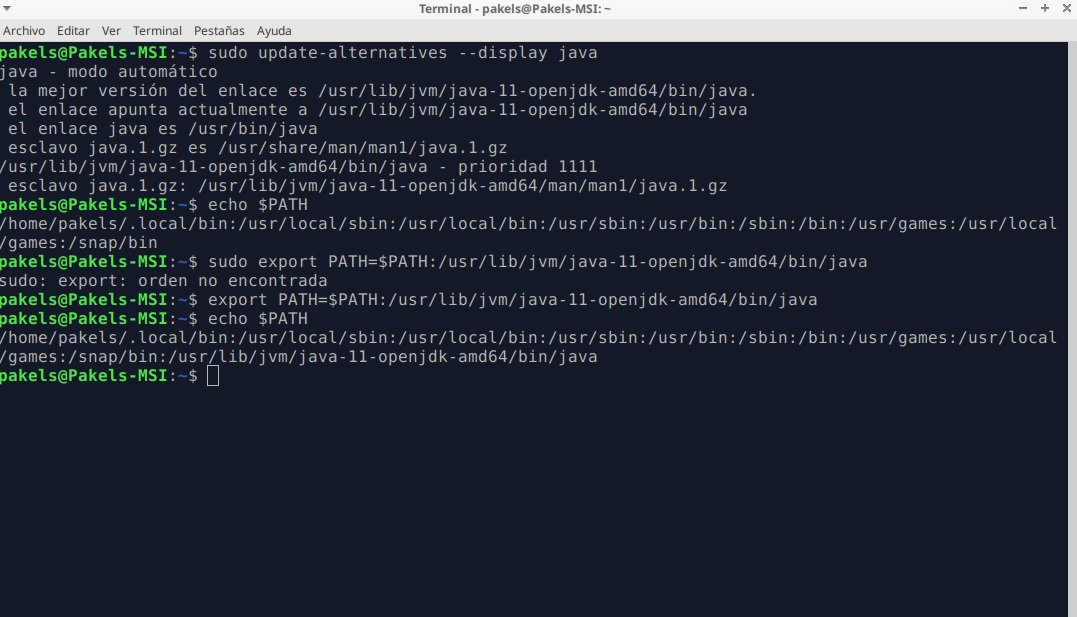 Terminal - pakels@Pakels-MSI: ~
Archivo Editar Ver Terminal Pestañas Ayuda
pakels@Pakels-MSI:~$ sudo update-alternatives --display java
java - modo automático
la mejor versión del enlace es /usr/lib/jvm/java-11-openjdk-amd64/bin/java.
el enlace apunta actualmente a /usr/lib/jvm/java-11-openjdk-amd64/bin/java
el enlace java es /usr/bin/java
esclavo java.1.gz es /usr/share/man/man1/java.1.gz
/usr/lib/jvm/java-11-openjdk-amd64/bin/java - prioridad 1111
esclavo java.1.gz: /usr/lib/jvm/java-11-openjdk-amd64/man/man1/java.1.gz
pakels@Pakels-MSI:~$ echo $PATH
/home/pakels/.local/bin:/usr/local/sbin:/usr/local/bin:/usr/sbin:/usr/bin:/sbin:/bin:/usr/games:/usr/local
/games:/snap/bin
pakels@Pakels-MSI:~$ sudo export PATH=$PATH:/usr/lib/jvm/java-11-openjdk-amd64/bin/java
sudo: export: orden no encontrada
pakels@Pakels-MSI:~$ export PATH=$PATH:/usr/lib/jvm/java-11-openjdk-amd64/bin/java
pakels@Pakels-MSI:~$ echo $PATH
/home/pakels/.local/bin:/usr/local/sbin:/usr/local/bin:/usr/sbin:/usr/bin:/sbin:/bin:/usr/games:/usr/local
/games:/snap/bin:/usr/lib/jvm/java-11-openjdk-amd64/bin/java
pakels@Pakels-MSI:~$